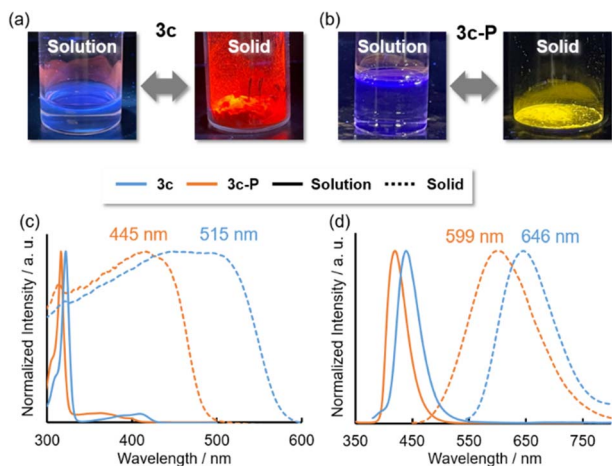 (a) 3c (b) 3c-P
Solution Solid Solution Solid
3c 3c-P Solution Solid
(c) (d)
445 nm 515 nm 599 nm 646 nm
Normalized Intensity / a. u. Normalized Intensity / a. u.
300 400 500 600 350 450 550 650 750
Wavelength / nm Wavelength / nm